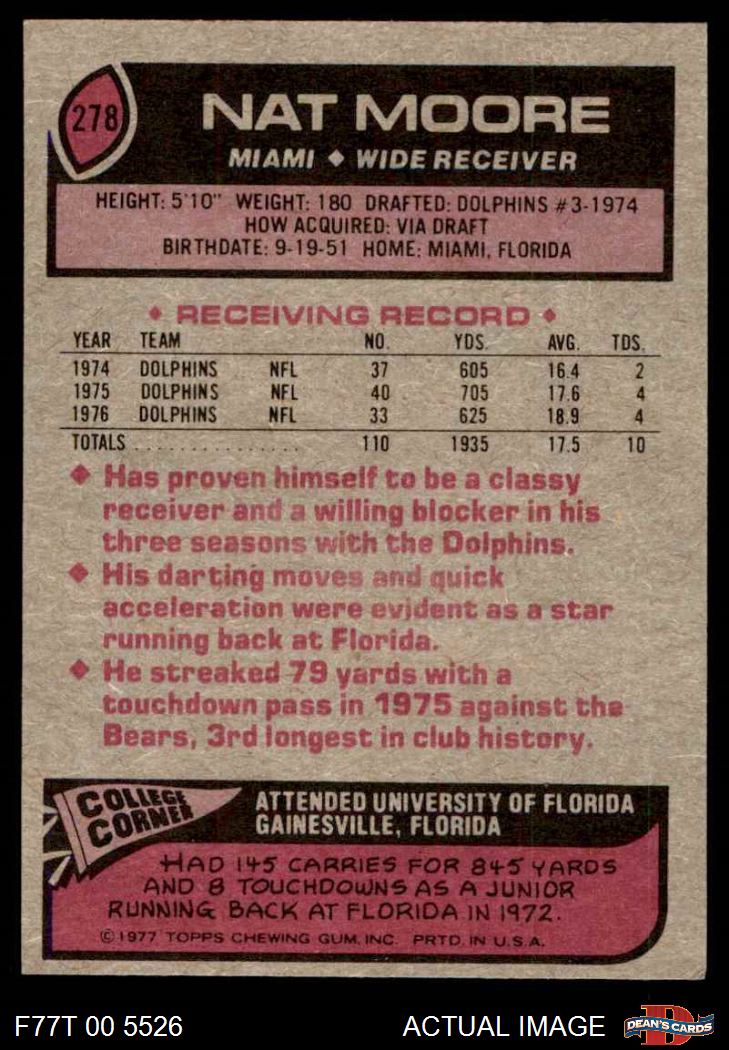 278
NAT MOORE
MIAMI ◆ WIDE RECEIVER
HEIGHT: 5'10" WEIGHT: 180 DRAFTED: DOLPHINS #3-1974
HOW ACQUIRED: VIA DRAFT
BIRTHDATE: 9-19-51 HOME: MIAMI, FLORIDA
◆ RECEIVING RECORD ◆
YEAR TEAM NO. YDS. AVG. TDS.
1974 DOLPHINS NFL 37 605 16.4 2
1975 DOLPHINS NFL 40 705 17.6 4
1976 DOLPHINS NFL 33 625 18.9 4
TOTALS . . . . . . . . . . . . . . . 110 1935 17.5 10
◆ Has proven himself to be a classy
receiver and a willing blocker in his
three seasons with the Dolphins.
◆ His darting moves and quick
acceleration were evident as a star
running back at Florida.
◆ He streaked 79 yards with a
touchdown pass in 1975 against the
Bears, 3rd longest in club history.
COLLEGE
CORNER
ATTENDED UNIVERSITY OF FLORIDA
GAINESVILLE, FLORIDA
HAD 145 CARRIES FOR 845 YARDS
AND 8 TOUCHDOWNS AS A JUNIOR
RUNNING BACK AT FLORIDA IN 1972.
© 1977 TOPPS CHEWING GUM, INC. PRTD. IN U.S.A.
F77T 00 5526 ACTUAL IMAGE
D
DEAN'S CARDS